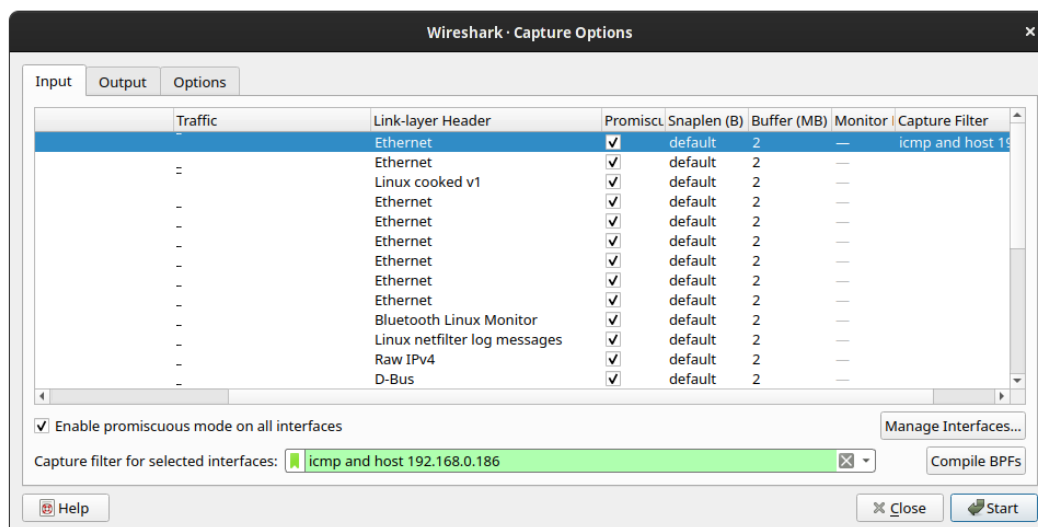 Wireshark · Capture Options
Input Output Options
Traffic Link-layer Header Promiscu Snaplen (B) Buffer (MB) Monitor Capture Filter
Ethernet default 2 — icmp and host 19
Ethernet default 2 —
Linux cooked v1 default 2 —
Ethernet default 2 —
Ethernet default 2 —
Ethernet default 2 —
Ethernet default 2 —
Ethernet default 2 —
Ethernet default 2 —
Bluetooth Linux Monitor default 2 —
Linux netfilter log messages default 2 —
Raw IPv4 default 2 —
D-Bus default 2 —
Enable promiscuous mode on all interfaces Manage Interfaces...
Capture filter for selected interfaces: icmp and host 192.168.0.186 Compile BPFs
Help Close Start